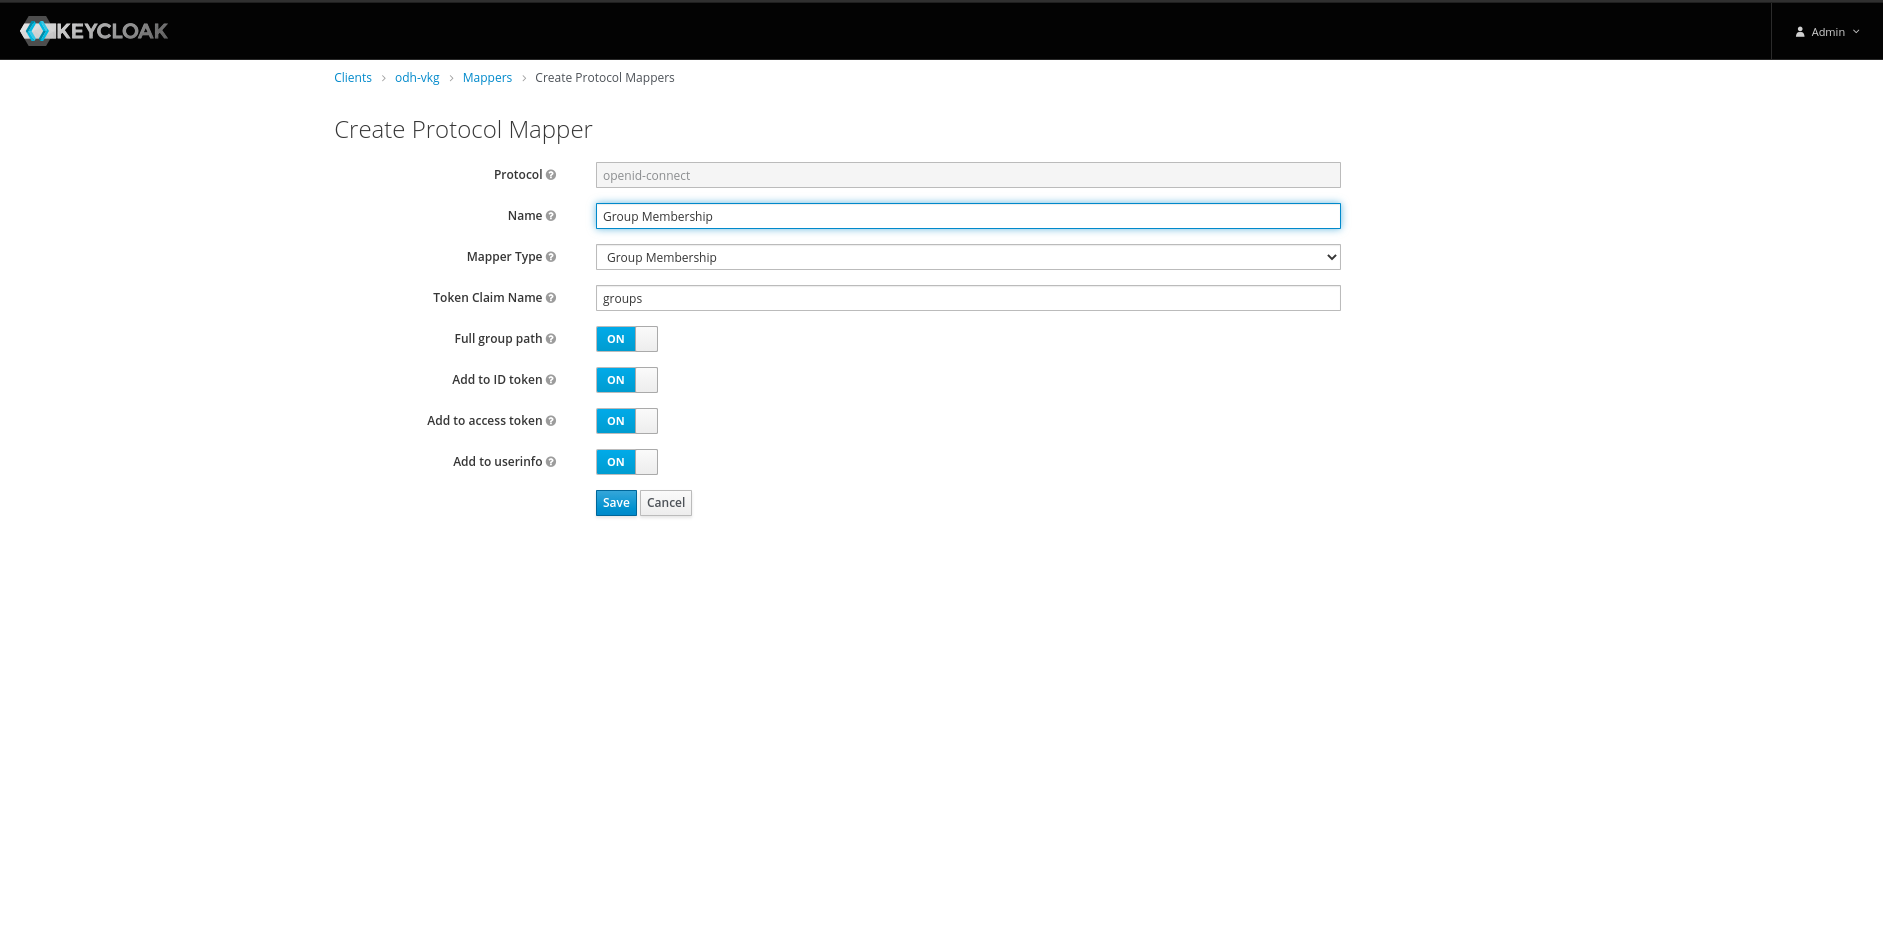 KEYCLOAK
Admin
Clients > odh-vkg > Mappers > Create Protocol Mappers
Create Protocol Mapper
Protocol openid-connect
Name Group Membership
Mapper Type Group Membership
Token Claim Name groups
Full group path ON
Add to ID token ON
Add to access token ON
Add to userinfo ON
Save Cancel